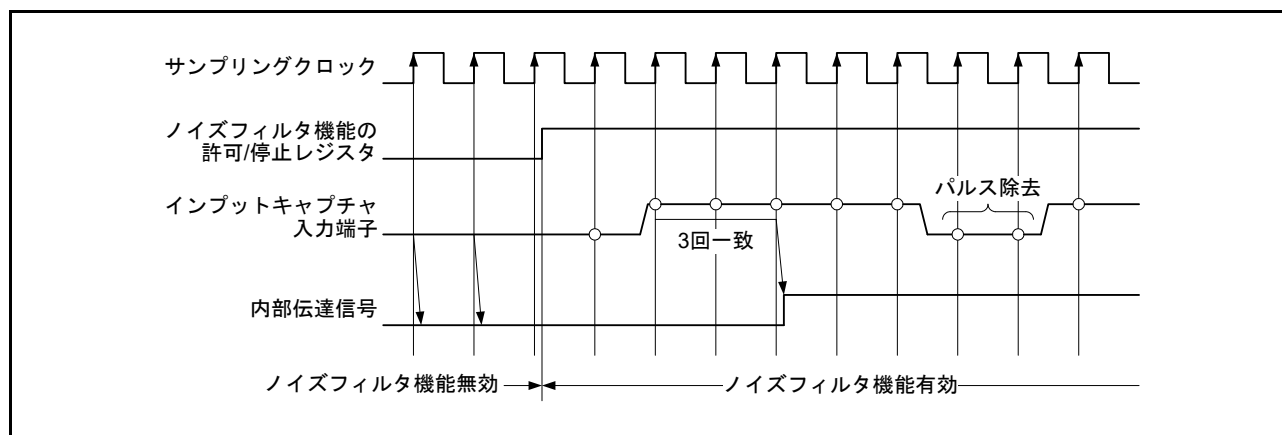 サンプリングクロック
ノイズフィルタ機能の
許可/停止レジスタ
インプットキャプチャ
入力端子
パルス除去
3回一致
内部伝達信号
ノイズフィルタ機能無効
ノイズフィルタ機能有効